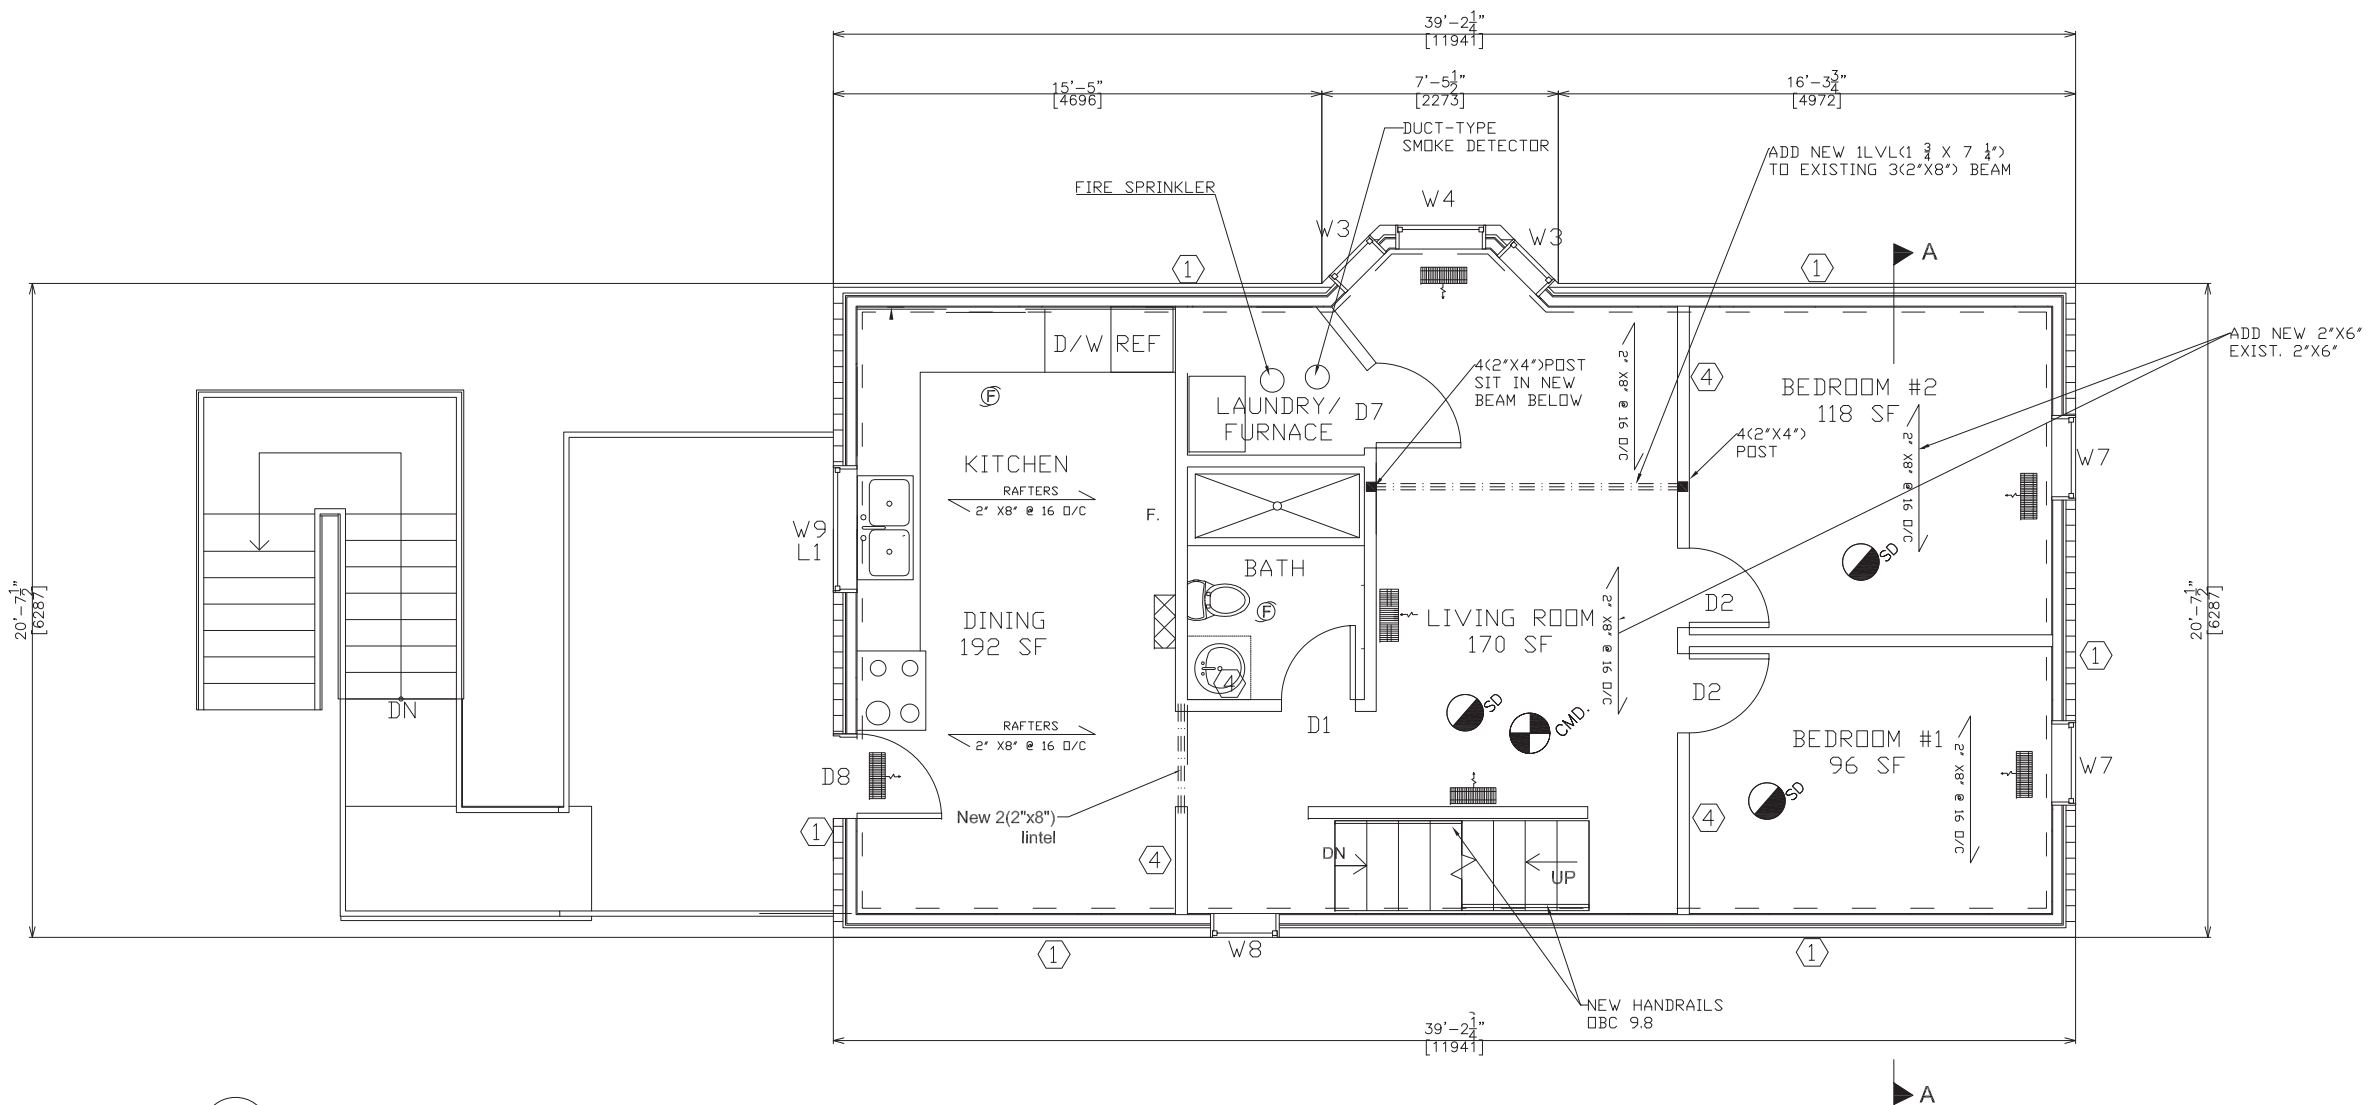 39'-2 1/4"
[11941]
15'-5"
[4696]
7'-5 1/2"
[2273]
16'-3 3/4"
[4972]
DUCT-TYPE
SMOKE DETECTOR
ADD NEW 1LVL(1 3/4 X 7 1/4")
TO EXISTING 3(2"X8") BEAM
FIRE SPRINKLER
W4
W3
W3
1
1
A
ADD NEW 2"X6"
EXIST. 2"X6"
D/W
REF
F
4(2"X4")POST
SIT IN NEW
BEAM BELOW
2" X8" @ 16 O/C
4
BEDROOM #2
118 SF
LAUNDRY/
FURNACE
D7
4(2"X4")
POST
2" X8" @ 16 O/C
W7
KITCHEN
RAFTERS
2" X8" @ 16 O/C
F.
W9
L1
SD
BATH
F
20'-7 1/2"
[6287]
20'-7 1/2"
[6287]
DINING
192 SF
LIVING ROOM
170 SF
2" X8" @ 16 O/C
D2
1
4
D2
DN
SD
CMD.
D1
RAFTERS
2" X8" @ 16 O/C
BEDROOM #1
96 SF
2" X8" @ 16 O/C
W7
D8
SD
New 2(2"x8")
lintel
1
4
4
DN
UP
W8
1
1
NEW HANDRAILS
OBC 9.8
39'-2 1/4"
[11941]
A